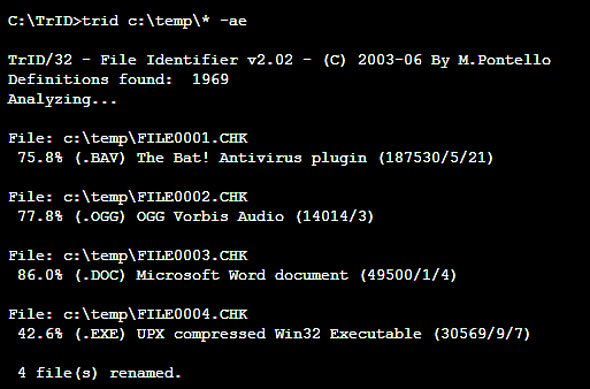 C:\TrID>trid c:\temp\* -ae
TrID/32 - File Identifier v2.02 - (C) 2003-06 By M.Pontello
Definitions found:  1969
Analyzing...
File: c:\temp\FILE0001.CHK
75.8% (.BAV) The Bat! Antivirus plugin (187530/5/21)
File: c:\temp\FILE0002.CHK
77.8% (.OGG) OGG Vorbis Audio (14014/3)
File: c:\temp\FILE0003.CHK
86.0% (.DOC) Microsoft Word document (49500/1/4)
File: c:\temp\FILE0004.CHK
42.6% (.EXE) UPX compressed Win32 Executable (30569/9/7)
4 file(s) renamed.